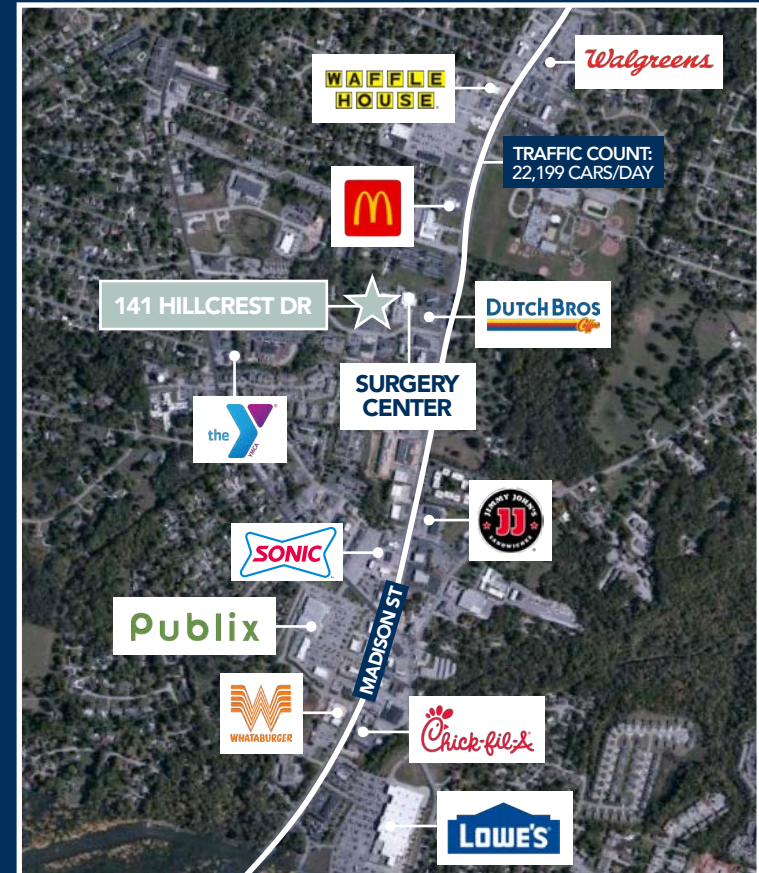 Walgreens
WAFFLE
HOUSE
TRAFFIC COUNT:
22,199 CARS/DAY
M
141 HILLCREST DR
DUTCH BROS
Coffee
SURGERY
CENTER
the
YMCA
JIMMY JOHN'S
JJ
SANDWICHES
SONIC
Publix
MADISON ST
WHATABURGER
Chick-fil-A
LOWE'S